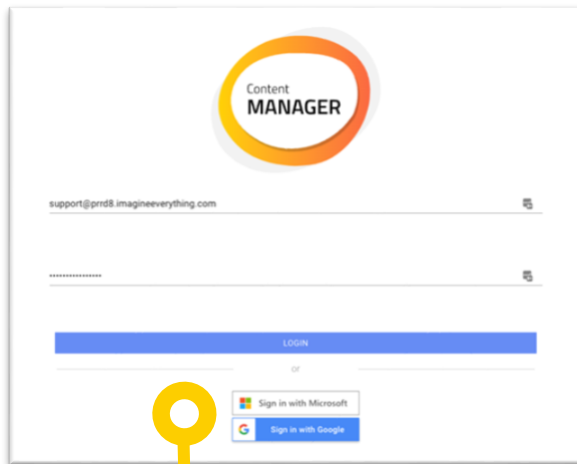 Content
MANAGER
support@prrd8.imagineeverything.com
LOGIN
or
Sign in with Microsoft
Sign in with Google